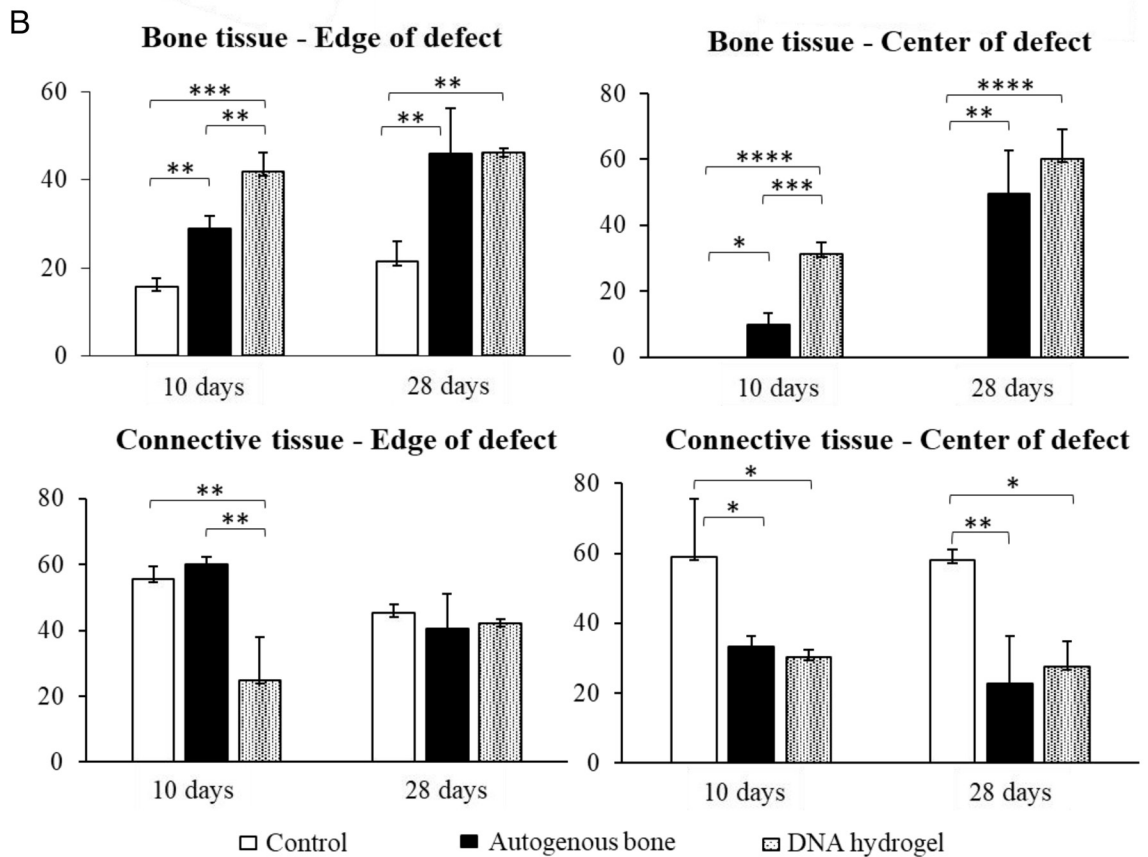 B
Bone tissue - Edge of defect
60
40
20
0
***
**
**
**
**
10 days
28 days
Bone tissue - Center of defect
80
60
40
20
0
****
***
*
****
**
10 days
28 days
Connective tissue - Edge of defect
80
60
40
20
0
**
**
10 days
28 days
Connective tissue - Center of defect
80
60
40
20
0
*
*
*
**
10 days
28 days
Control
Autogenous bone
DNA hydrogel